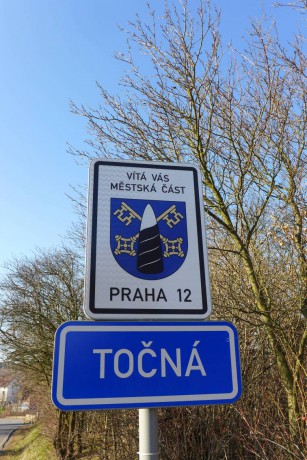 VÍTÁ VÁS
MĚSTSKÁ ČÁST
PRAHA 12
TOČNÁ